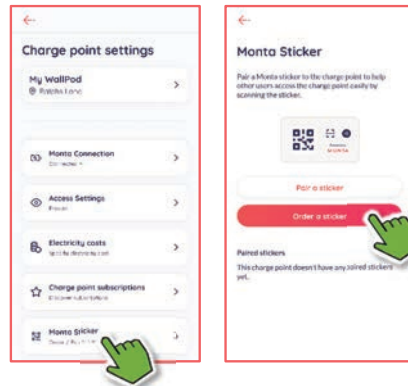 Charge point settings
My WallPod
Monta Connection
Access Settings
Electricity costs
Charge point subscriptions
Monta Sticker
Monta Sticker
Pair a Monta sticker to the charge point to help
other users access the charge point easily by
scanning the sticker.
Pair a sticker
Order a sticker
Paired stickers
This charge point doesn't have any paired stickers
yet.